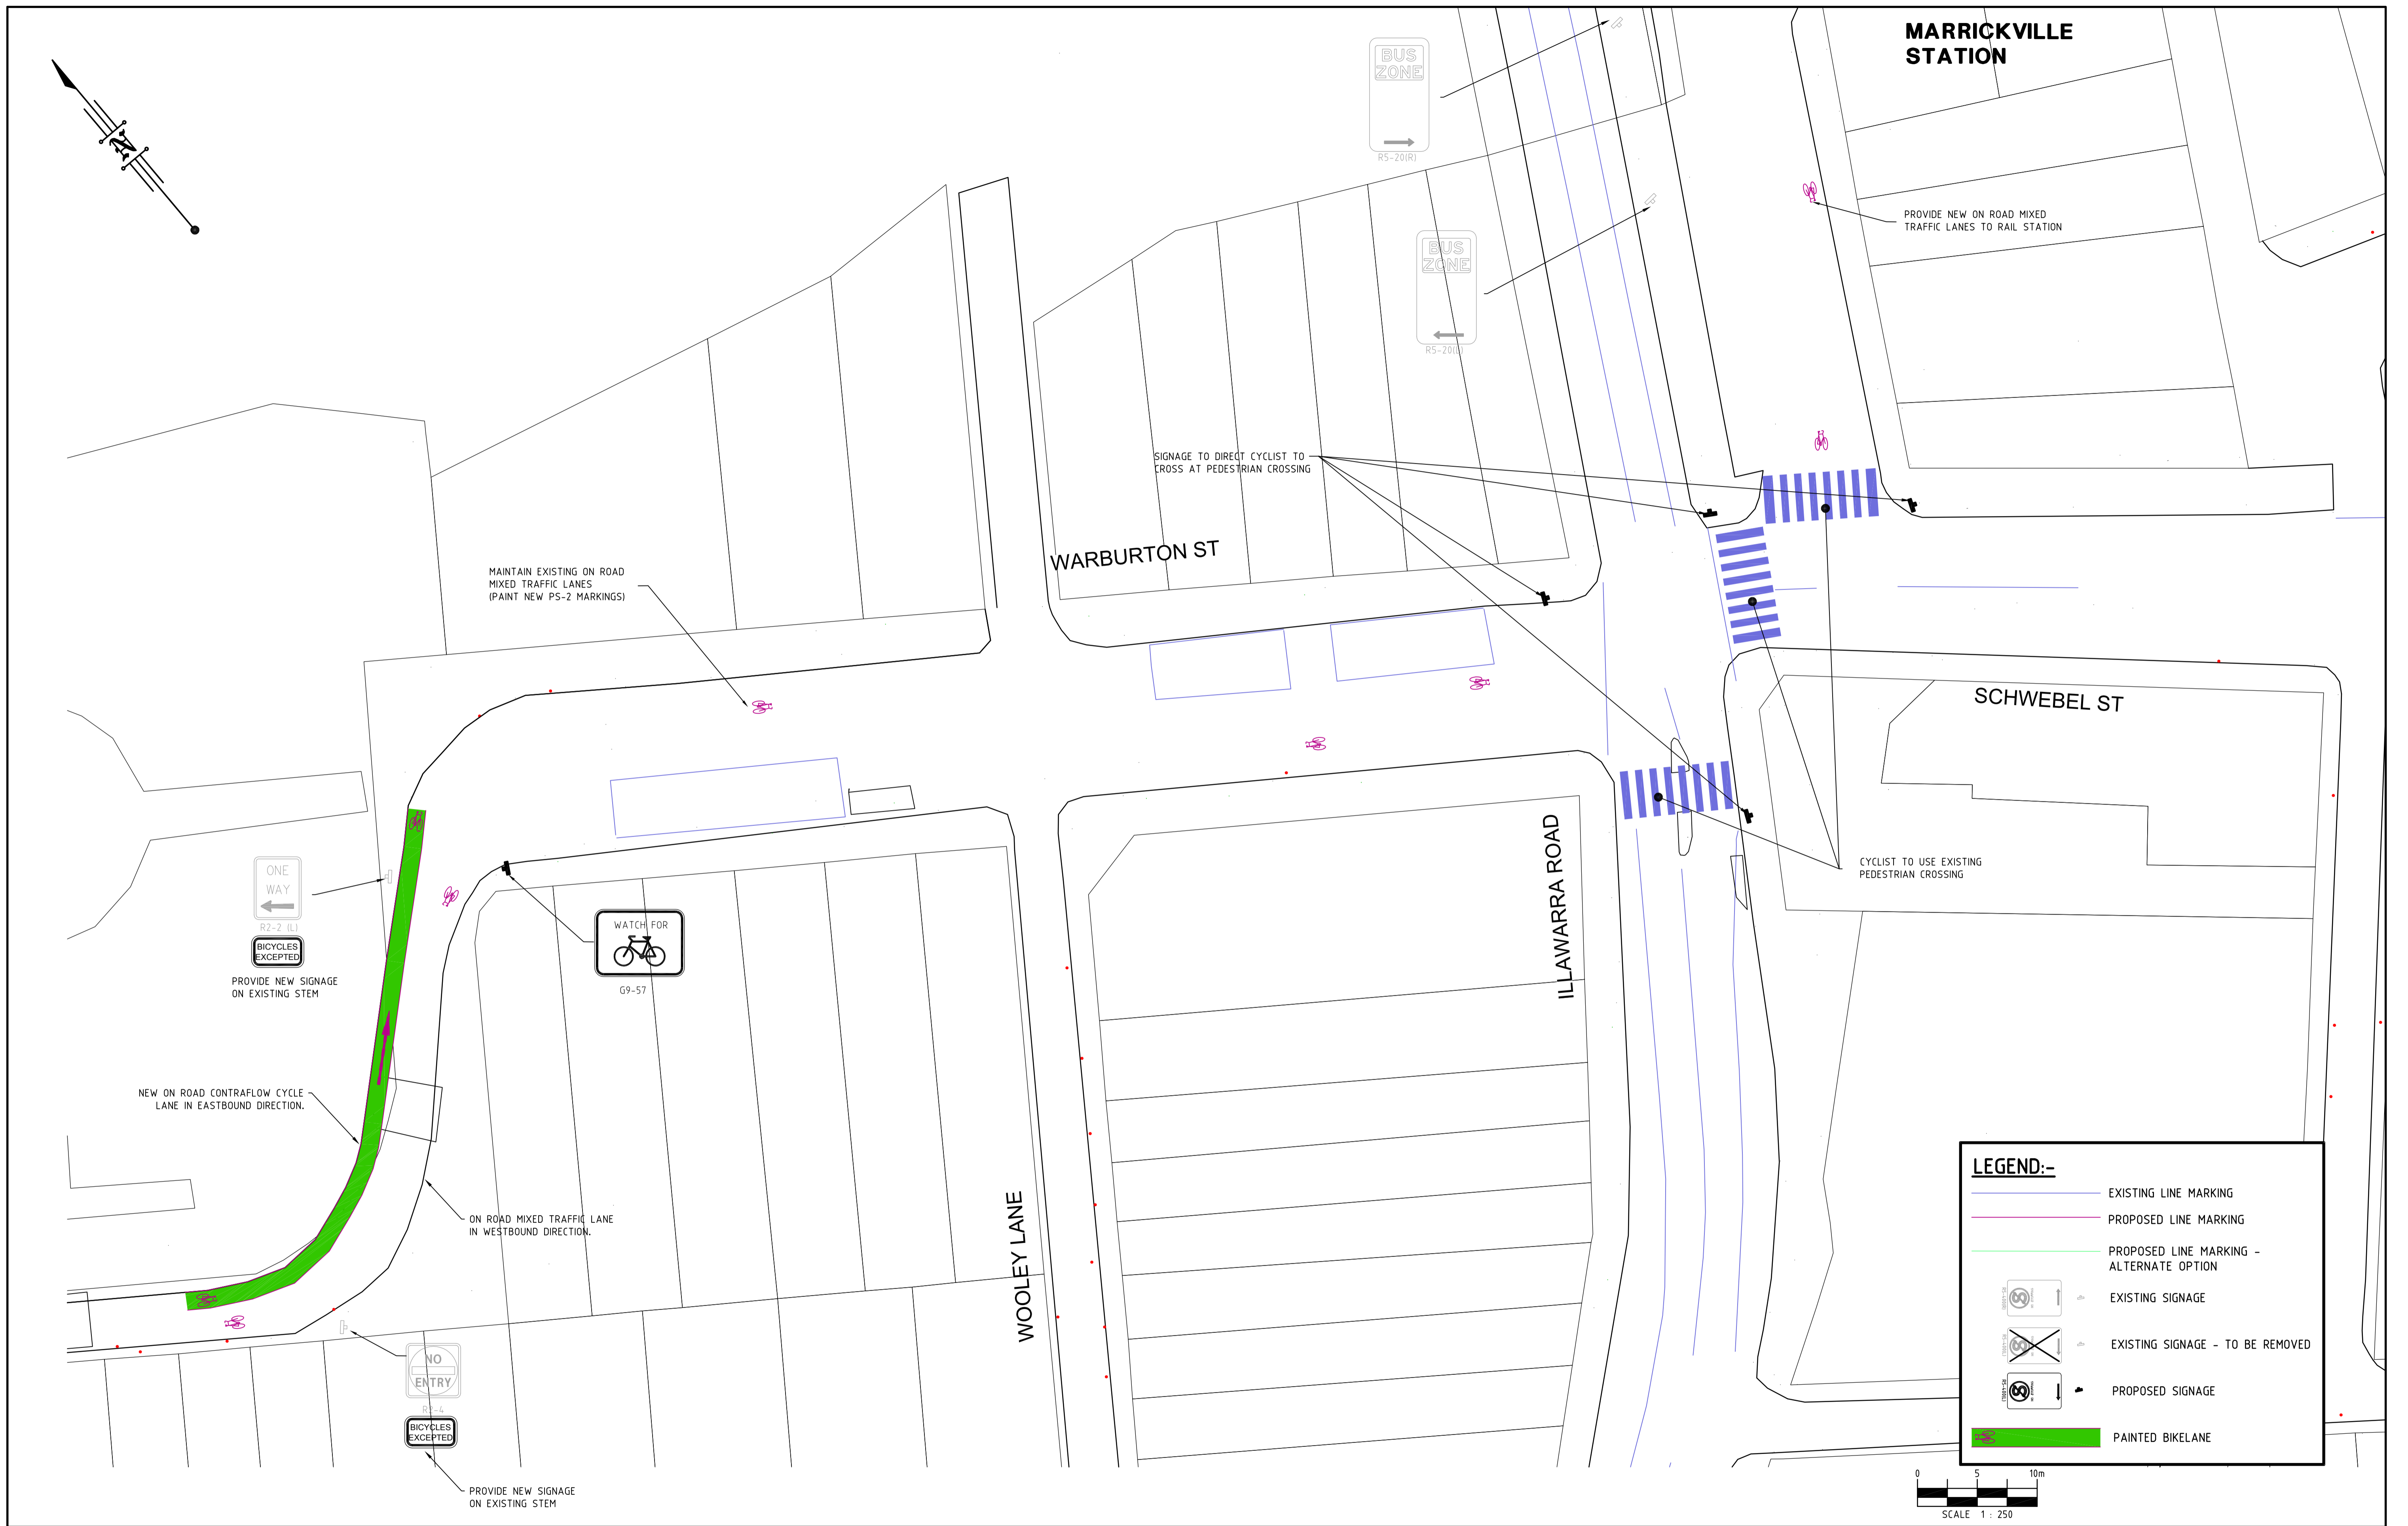 MARRICKVILLE
STATION
N
BUS
ZONE
R5-20(R)
PROVIDE NEW ON ROAD MIXED
TRAFFIC LANES TO RAIL STATION
BUS
ZONE
R5-20(L)
SIGNAGE TO DIRECT CYCLIST TO
CROSS AT PEDESTRIAN CROSSING
WARBURTON ST
MAINTAIN EXISTING ON ROAD
MIXED TRAFFIC LANES
(PAINT NEW PS-2 MARKINGS)
SCHWEBEL ST
ILLAWARRA ROAD
CYCLIST TO USE EXISTING
PEDESTRIAN CROSSING
ONE
WAY
R2-2 (L)
BICYCLES
EXCEPTED
PROVIDE NEW SIGNAGE
ON EXISTING STEM
WATCH FOR
G9-57
NEW ON ROAD CONTRAFLOW CYCLE
LANE IN EASTBOUND DIRECTION.
ON ROAD MIXED TRAFFIC LANE
IN WESTBOUND DIRECTION.
WOOLEY LANE
NO
ENTRY
R2-4
BICYCLES
EXCEPTED
PROVIDE NEW SIGNAGE
ON EXISTING STEM
LEGEND:-
EXISTING LINE MARKING
PROPOSED LINE MARKING
PROPOSED LINE MARKING -
ALTERNATE OPTION
EXISTING SIGNAGE
EXISTING SIGNAGE - TO BE REMOVED
PROPOSED SIGNAGE
PAINTED BIKELANE
0 5 10m
SCALE 1 : 250